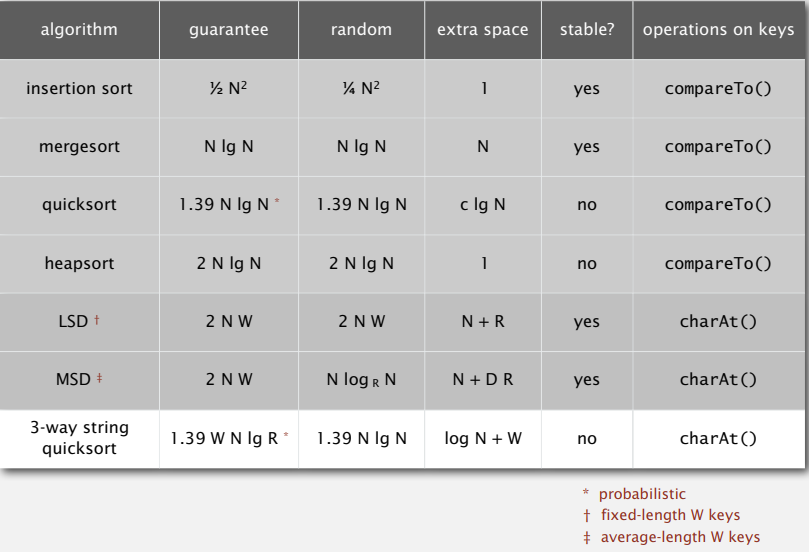 algorithm guarantee random extra space stable? operations on keys
insertion sort ½ N² ¼ N² 1 yes compareTo()
mergesort N lg N N lg N N yes compareTo()
quicksort 1.39 N lg N * 1.39 N lg N c lg N no compareTo()
heapsort 2 N lg N 2 N lg N 1 no compareTo()
LSD † 2 N W 2 N W N + R yes charAt()
MSD ‡ 2 N W N log R N N + D R yes charAt()
3-way string
quicksort 1.39 W N lg R * 1.39 N lg N log N + W no charAt()
* probabilistic
† fixed-length W keys
‡ average-length W keys